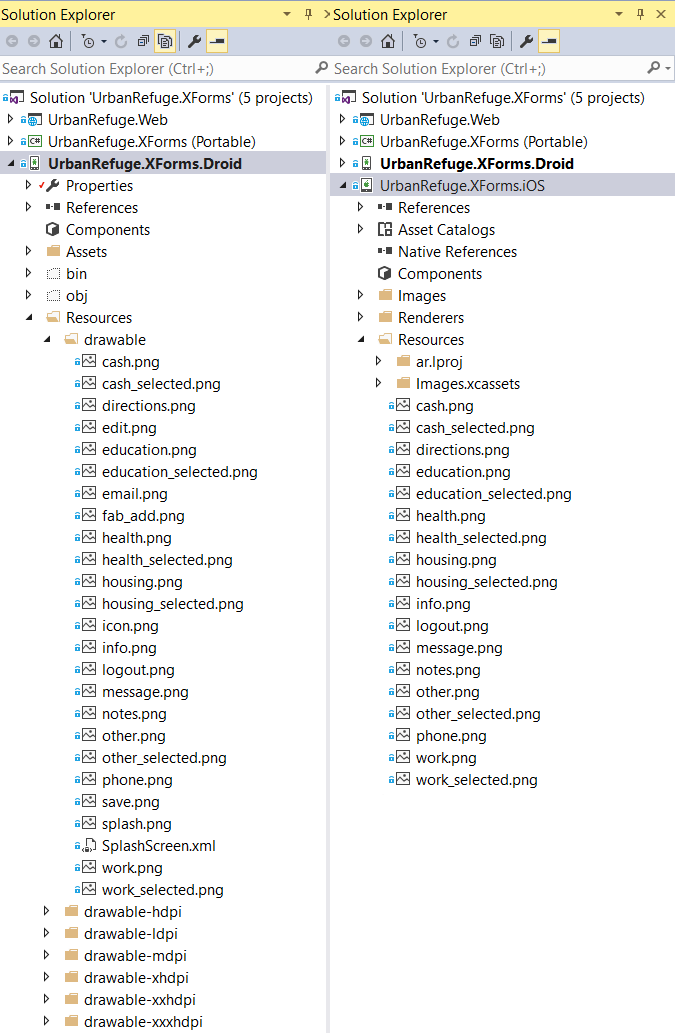 Solution Explorer
Search Solution Explorer (Ctrl+;)
Solution 'UrbanRefuge.XForms' (5 projects)
UrbanRefuge.Web
C# UrbanRefuge.XForms (Portable)
UrbanRefuge.XForms.Droid
Properties
References
Components
Assets
bin
obj
Resources
drawable
cash.png
cash_selected.png
directions.png
edit.png
education.png
education_selected.png
email.png
fab_add.png
health.png
health_selected.png
housing.png
housing_selected.png
icon.png
info.png
logout.png
message.png
notes.png
other.png
other_selected.png
phone.png
save.png
splash.png
SplashScreen.xml
work.png
work_selected.png
drawable-hdpi
drawable-ldpi
drawable-mdpi
drawable-xhdpi
drawable-xxhdpi
drawable-xxxhdpi
Solution Explorer
Search Solution Explorer (Ctrl+;)
Solution 'UrbanRefuge.XForms' (5 projects)
UrbanRefuge.Web
C# UrbanRefuge.XForms (Portable)
UrbanRefuge.XForms.Droid
UrbanRefuge.XForms.iOS
References
Asset Catalogs
Native References
Components
Images
Renderers
Resources
ar.lproj
Images.xcassets
cash.png
cash_selected.png
directions.png
education.png
education_selected.png
health.png
health_selected.png
housing.png
housing_selected.png
info.png
logout.png
message.png
notes.png
other.png
other_selected.png
phone.png
work.png
work_selected.png